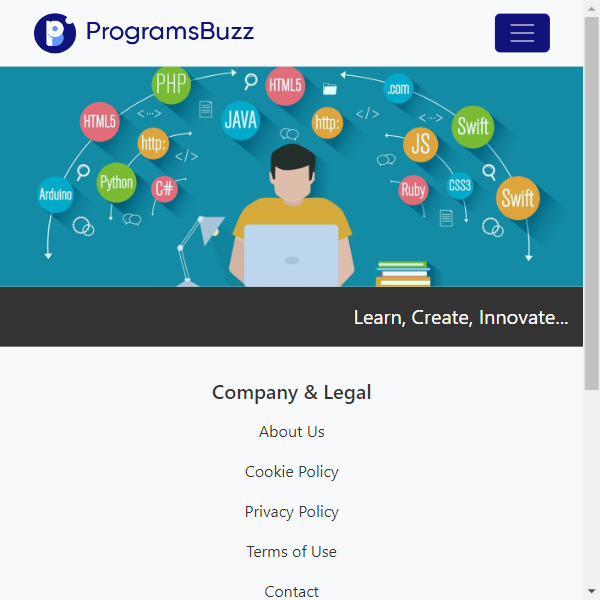 ProgramsBuzz
PHP
HTML5
.com
HTML5
JAVA
http:
Swift
http:
JS
Python
C#
Arduino
Ruby
CSS3
Swift
Learn, Create, Innovate...
Company & Legal
About Us
Cookie Policy
Privacy Policy
Terms of Use
Contact